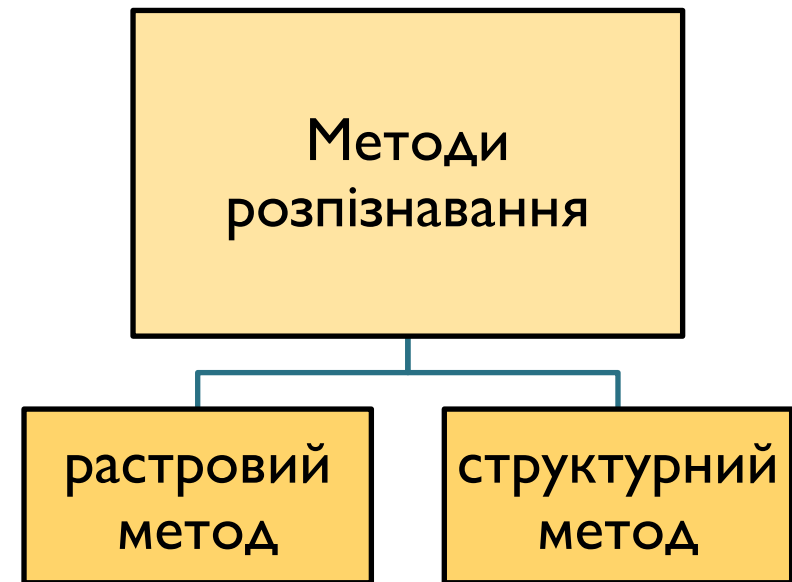 Методи
розпізнавання
растровий
метод
структурний
метод